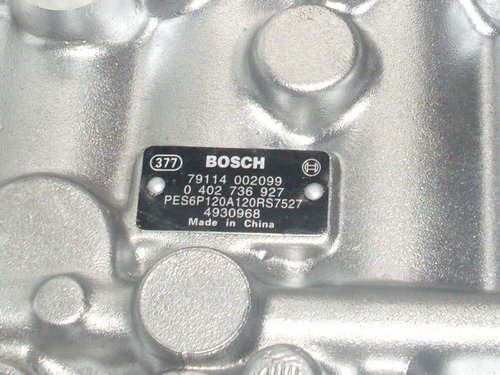 377 BOSCH
79114 002099
0 402 736 927
PES6P120A120RS7527
4930968
Made in China